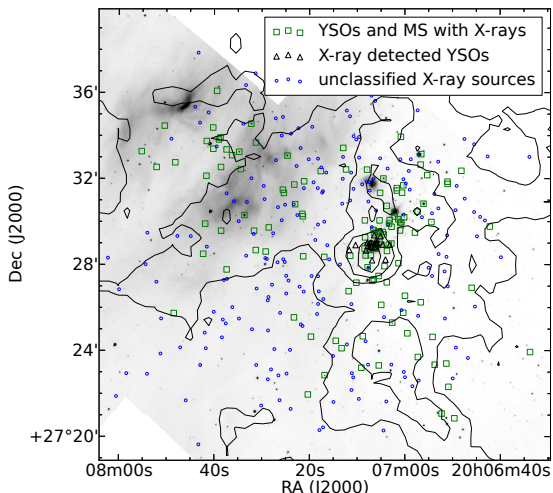 YSOs and MS with X-rays
X-ray detected YSOs
unclassified X-ray sources
36'
32'
28'
24'
+27°20'
Dec (J2000)
08m00s 40s 20s 07m00s 20h06m40s
RA (J2000)